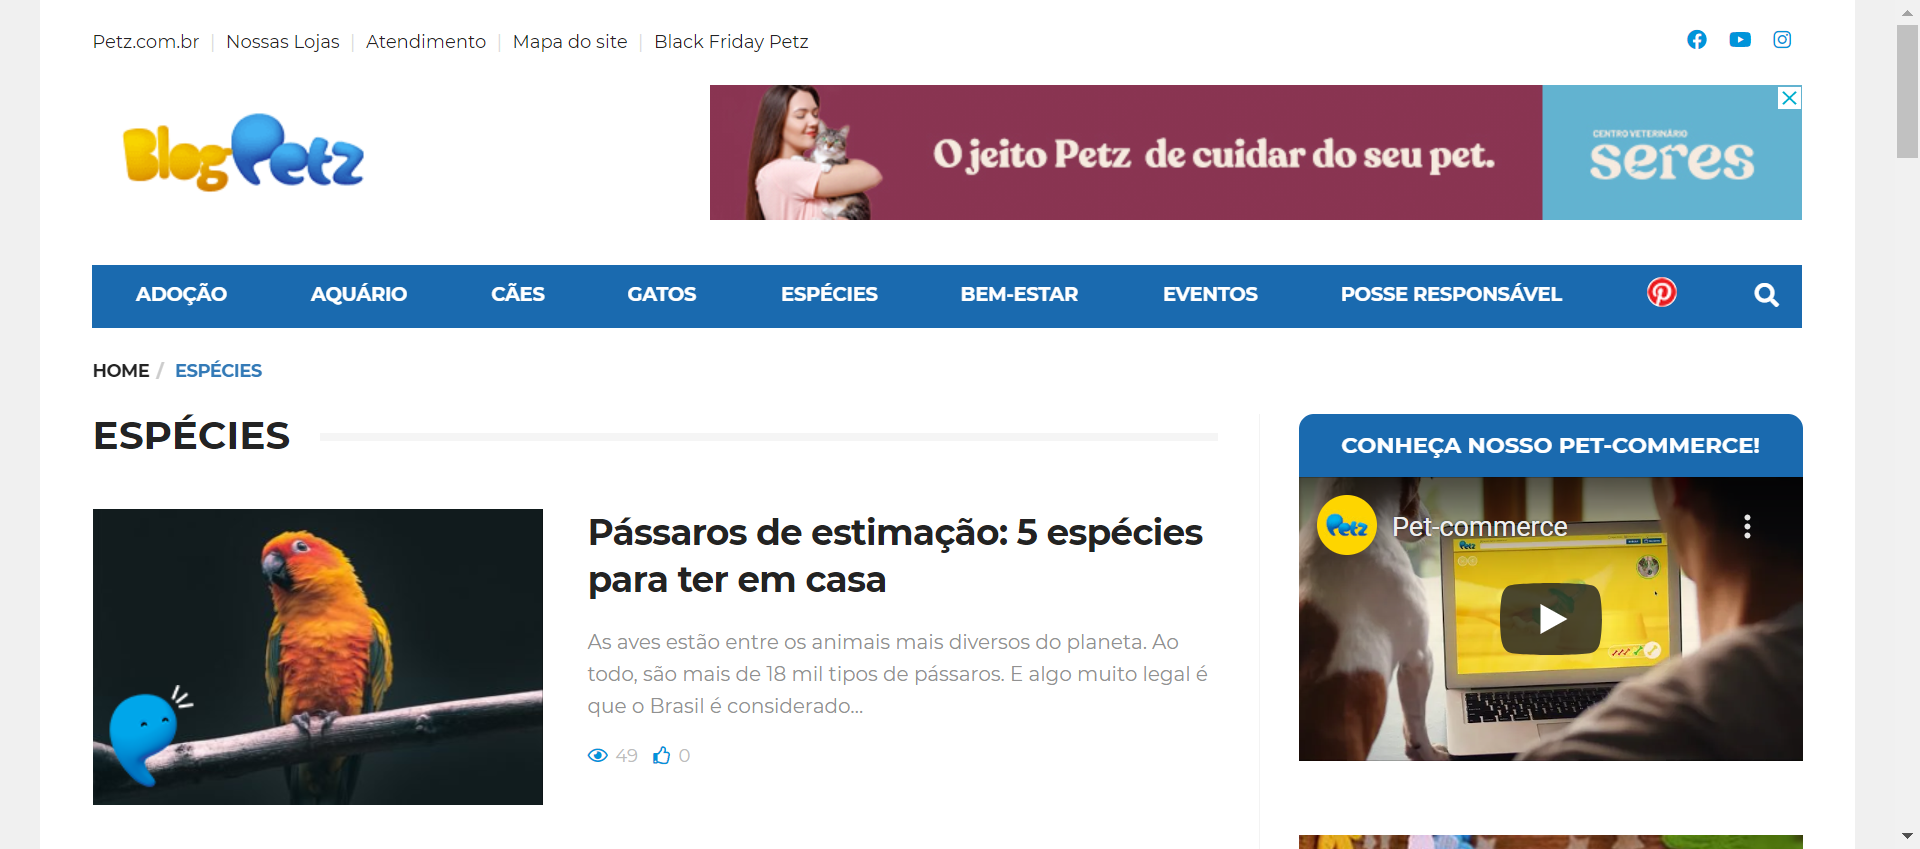 Petz.com.br | Nossas Lojas | Atendimento | Mapa do site | Black Friday Petz
Blog Petz
O jeito Petz de cuidar do seu pet.
CENTRO VETERINÁRIO
seres
ADOÇÃO AQUÁRIO CÃES GATOS ESPÉCIES BEM-ESTAR EVENTOS POSSE RESPONSÁVEL
HOME / ESPÉCIES
ESPÉCIES
Pássaros de estimação: 5 espécies
para ter em casa
As aves estão entre os animais mais diversos do planeta. Ao
todo, são mais de 18 mil tipos de pássaros. E algo muito legal é
que o Brasil é considerado...
49 0
CONHEÇA NOSSO PET-COMMERCE!
Petz Pet-commerce
Petz